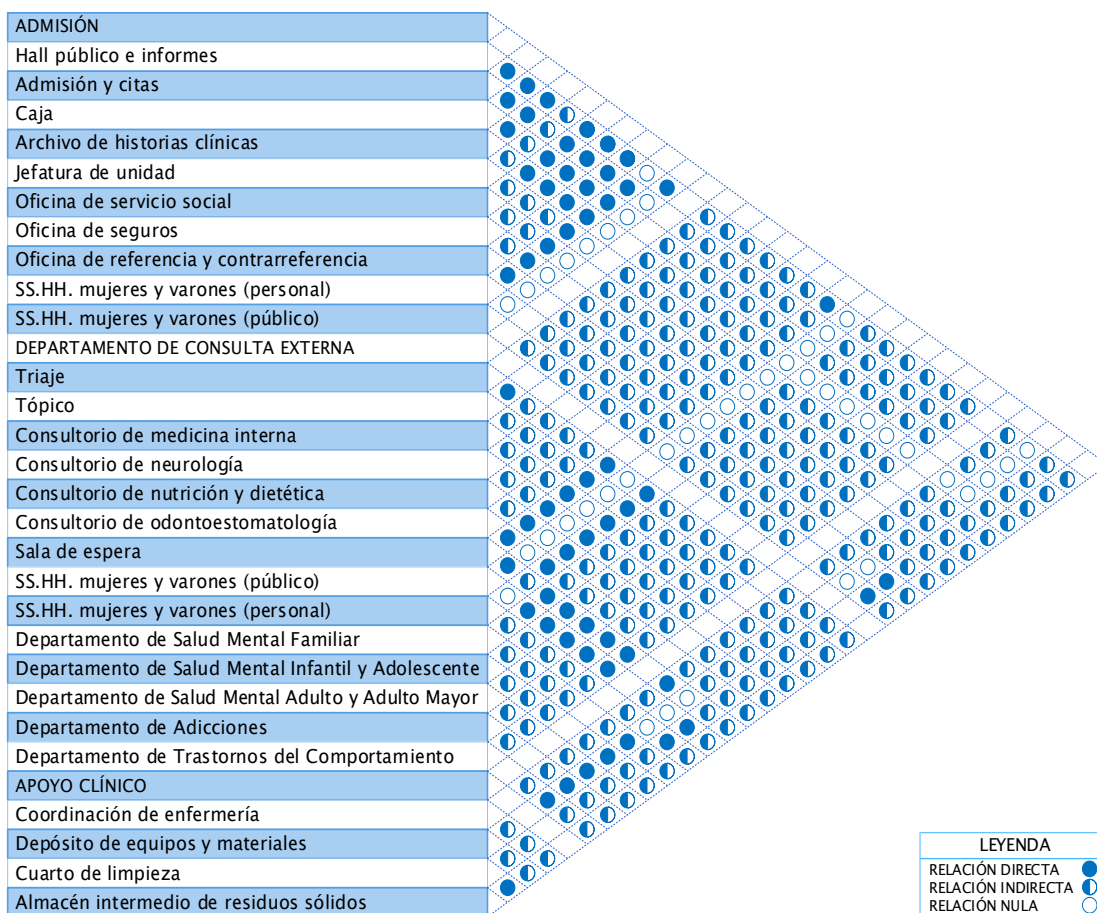 ADMISIÓN
Hall público e informes
Admisión y citas
Caja
Archivo de historias clínicas
Jefatura de unidad
Oficina de servicio social
Oficina de seguros
Oficina de referencia y contrarreferencia
SS.HH. mujeres y varones (personal)
SS.HH. mujeres y varones (público)
DEPARTAMENTO DE CONSULTA EXTERNA
Triaje
Tópico
Consultorio de medicina interna
Consultorio de neurología
Consultorio de nutrición y dietética
Consultorio de odontoestomatología
Sala de espera
SS.HH. mujeres y varones (público)
SS.HH. mujeres y varones (personal)
Departamento de Salud Mental Familiar
Departamento de Salud Mental Infantil y Adolescente
Departamento de Salud Mental Adulto y Adulto Mayor
Departamento de Adicciones
Departamento de Trastornos del Comportamiento
APOYO CLÍNICO
Coordinación de enfermería
Depósito de equipos y materiales
Cuarto de limpieza
Almacén intermedio de residuos sólidos
LEYENDA
RELACIÓN DIRECTA
RELACIÓN INDIRECTA
RELACIÓN NULA